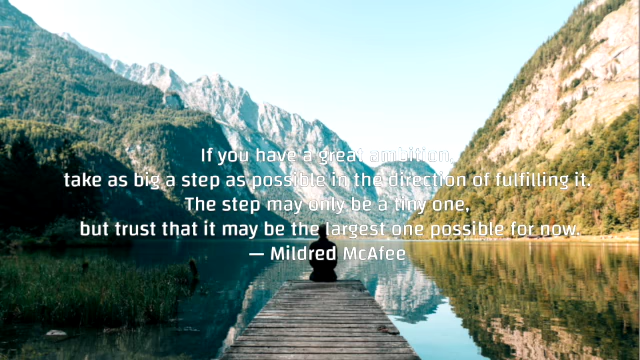 If you have a great ambition,
take as big a step as possible in the direction of fulfilling it.
The step may only be a tiny one,
but trust that it may be the largest one possible for now.
— Mildred McAfee